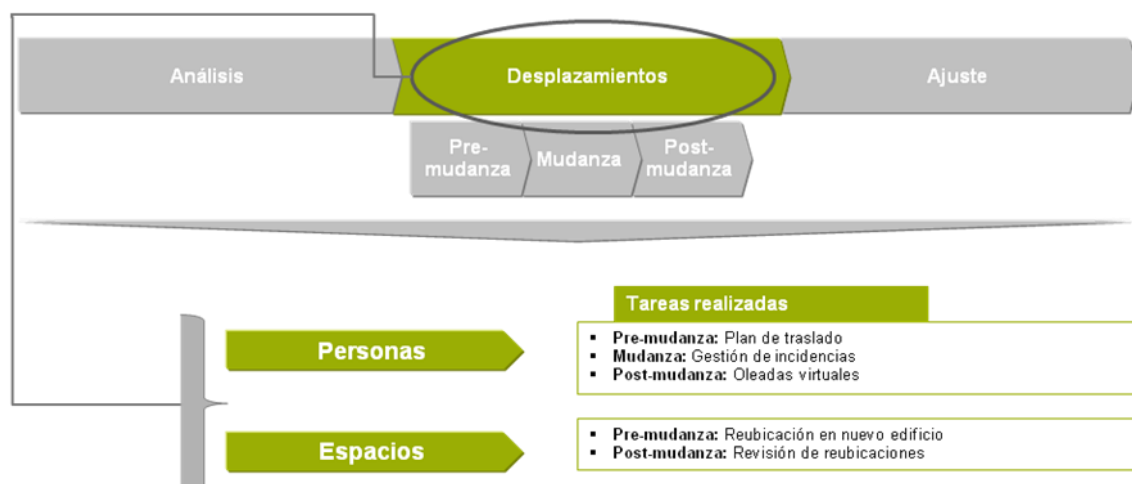 Análisis
Desplazamientos
Ajuste
Pre-
mudanza
Mudanza
Post-
mudanza
Tareas realizadas
Personas
▪ Pre-mudanza: Plan de traslado
▪ Mudanza: Gestión de incidencias
▪ Post-mudanza: Oleadas virtuales
Espacios
▪ Pre-mudanza: Reubicación en nuevo edificio
▪ Post-mudanza: Revisión de reubicaciones